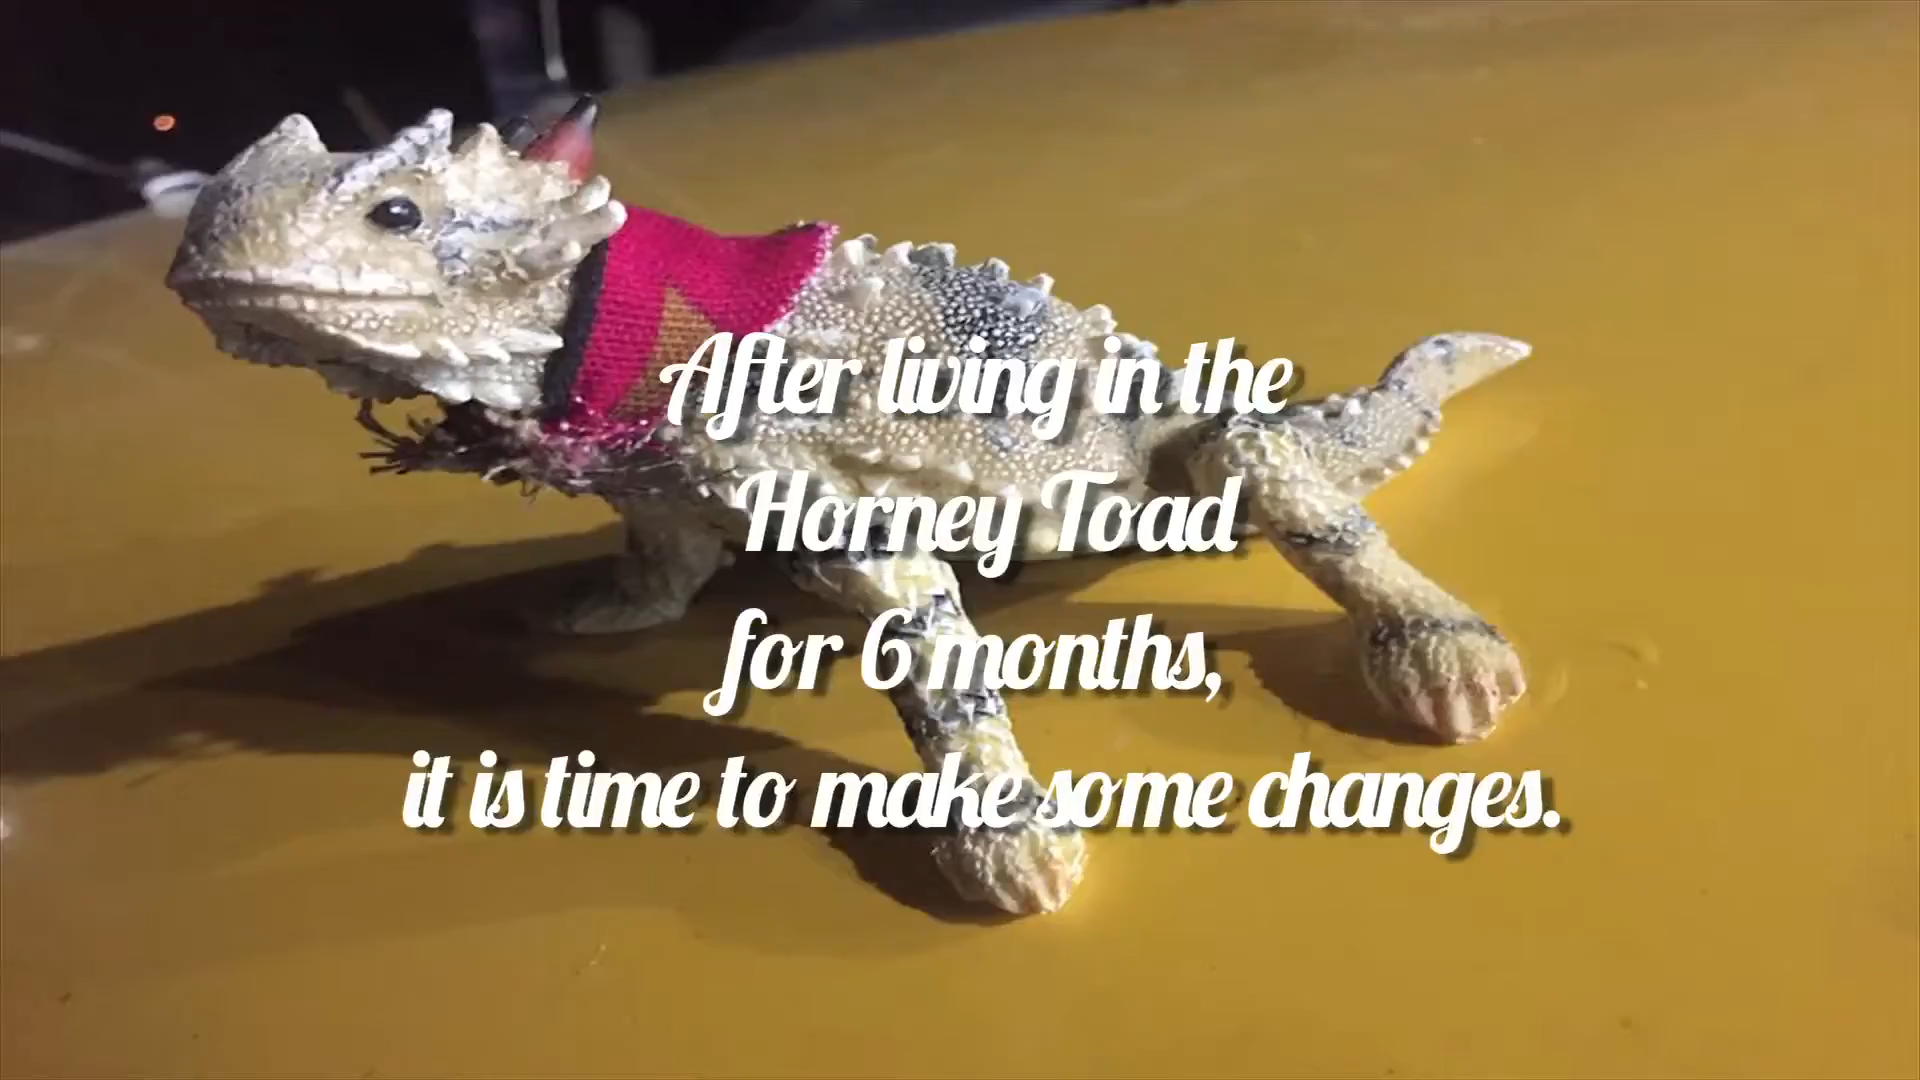 After living in the
Horney Toad
for 6 months,
it is time to make some changes.